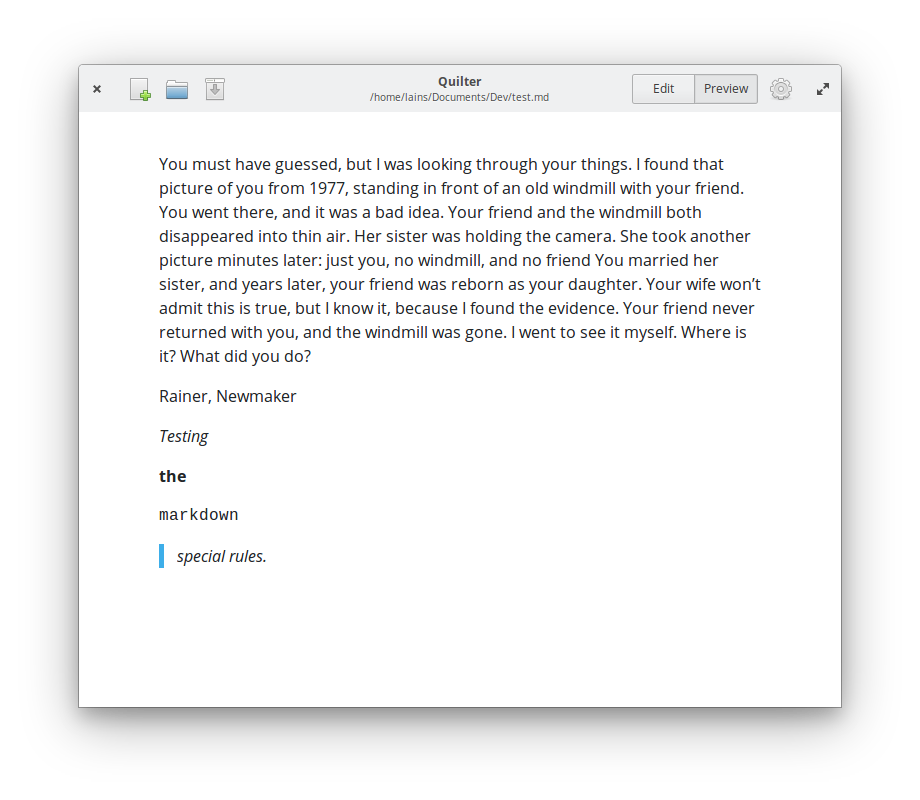 Quilter
/home/lains/Documents/Dev/test.md
Edit
Preview
You must have guessed, but I was looking through your things. I found that
picture of you from 1977, standing in front of an old windmill with your friend.
You went there, and it was a bad idea. Your friend and the windmill both
disappeared into thin air. Her sister was holding the camera. She took another
picture minutes later: just you, no windmill, and no friend You married her
sister, and years later, your friend was reborn as your daughter. Your wife won’t
admit this is true, but I know it, because I found the evidence. Your friend never
returned with you, and the windmill was gone. I went to see it myself. Where is
it? What did you do?
Rainer, Newmaker
Testing
the
markdown
special rules.